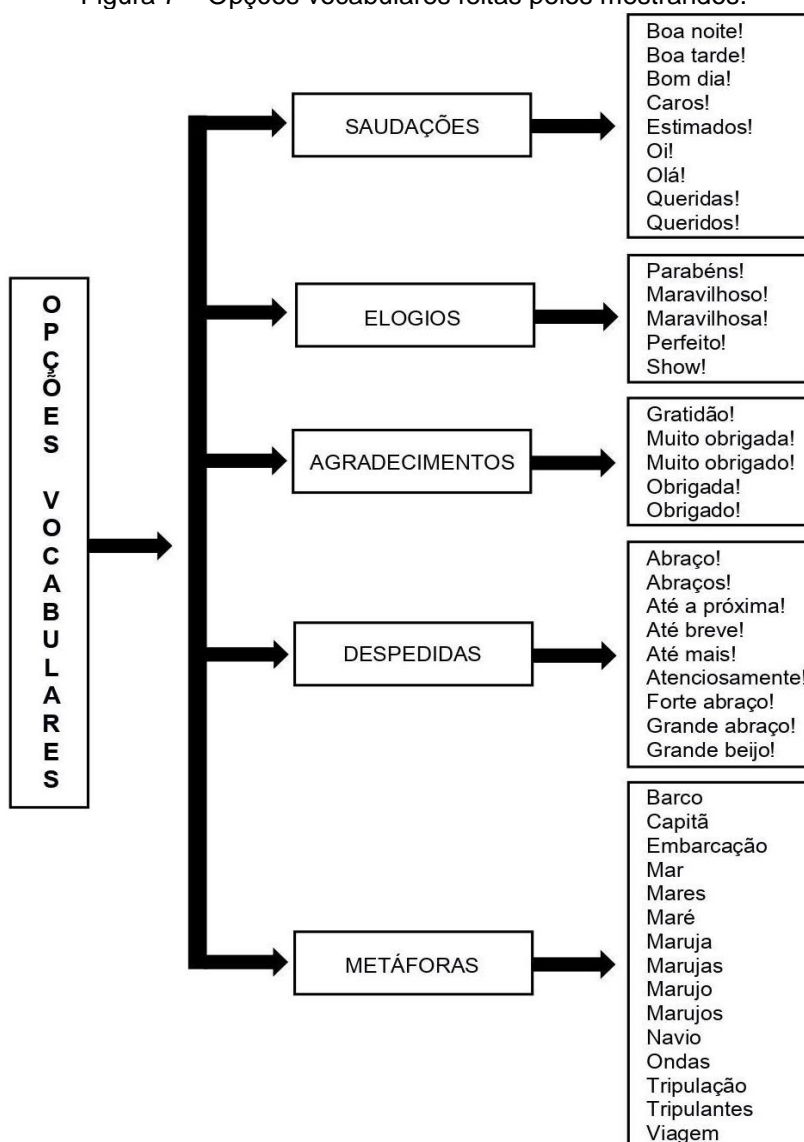 Figura 7 – Opções vocabulares feitas pelos mestrandos.
OPÇÕES VOCABULARES
SAUDAÇÕES
Boa noite!
Boa tarde!
Bom dia!
Caros!
Estimados!
Oi!
Olá!
Queridas!
Queridos!
ELOGIOS
Parabéns!
Maravilhoso!
Maravilhosa!
Perfeito!
Show!
AGRADECIMENTOS
Gratidão!
Muito obrigada!
Muito obrigado!
Obrigada!
Obrigado!
DESPEDIDAS
Abraço!
Abraços!
Até a próxima!
Até breve!
Até mais!
Atenciosamente!
Forte abraço!
Grande abraço!
Grande beijo!
METÁFORAS
Barco
Capitã
Embarcação
Mar
Mares
Maré
Maruja
Marujas
Marujo
Marujos
Navio
Ondas
Tripulação
Tripulantes
Viagem